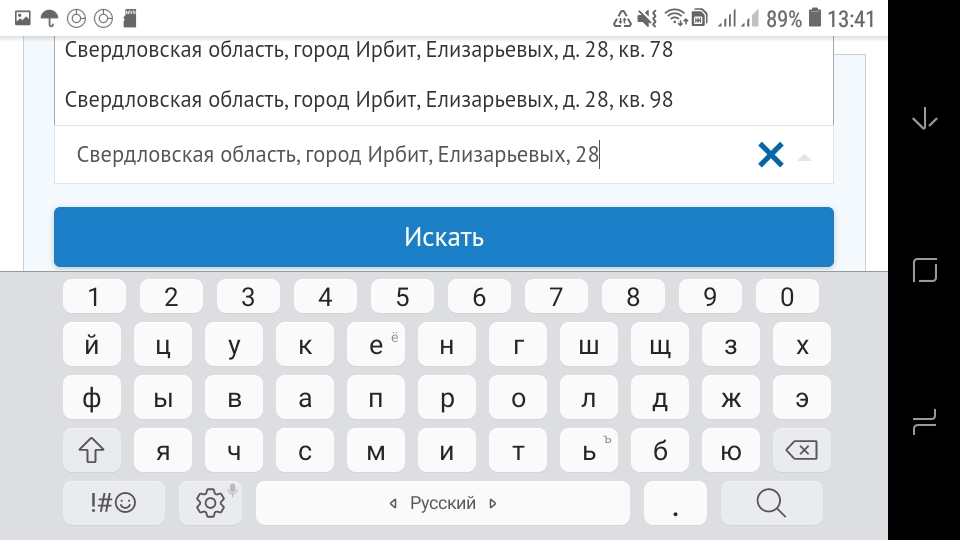 89% 13:41
Свердловская область, город Ирбит, Елизарьевых, д. 28, кв. 78
Свердловская область, город Ирбит, Елизарьевых, д. 28, кв. 98
Свердловская область, город Ирбит, Елизарьевых, 28
Искать
1 2 3 4 5 6 7 8 9 0
й ц у к е ё н г ш щ з х
ф ы в а п р о л д ж э
я ч с м и т ь ъ б ю
!#☺ Русский .